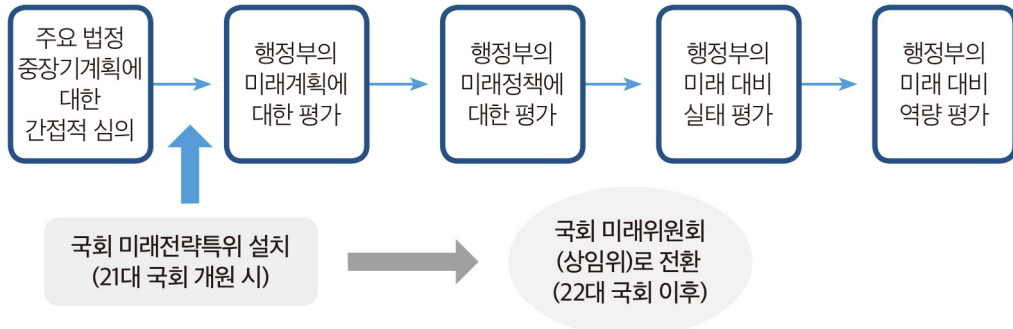 주요 법정
중장기계획에
대한
간접적 심의
행정부의
미래계획에
대한 평가
행정부의
미래정책에
대한 평가
행정부의
미래 대비
실태 평가
행정부의
미래 대비
역량 평가
국회 미래전략특위 설치
(21대 국회 개원 시)
국회 미래위원회
(상임위)로 전환
(22대 국회 이후)